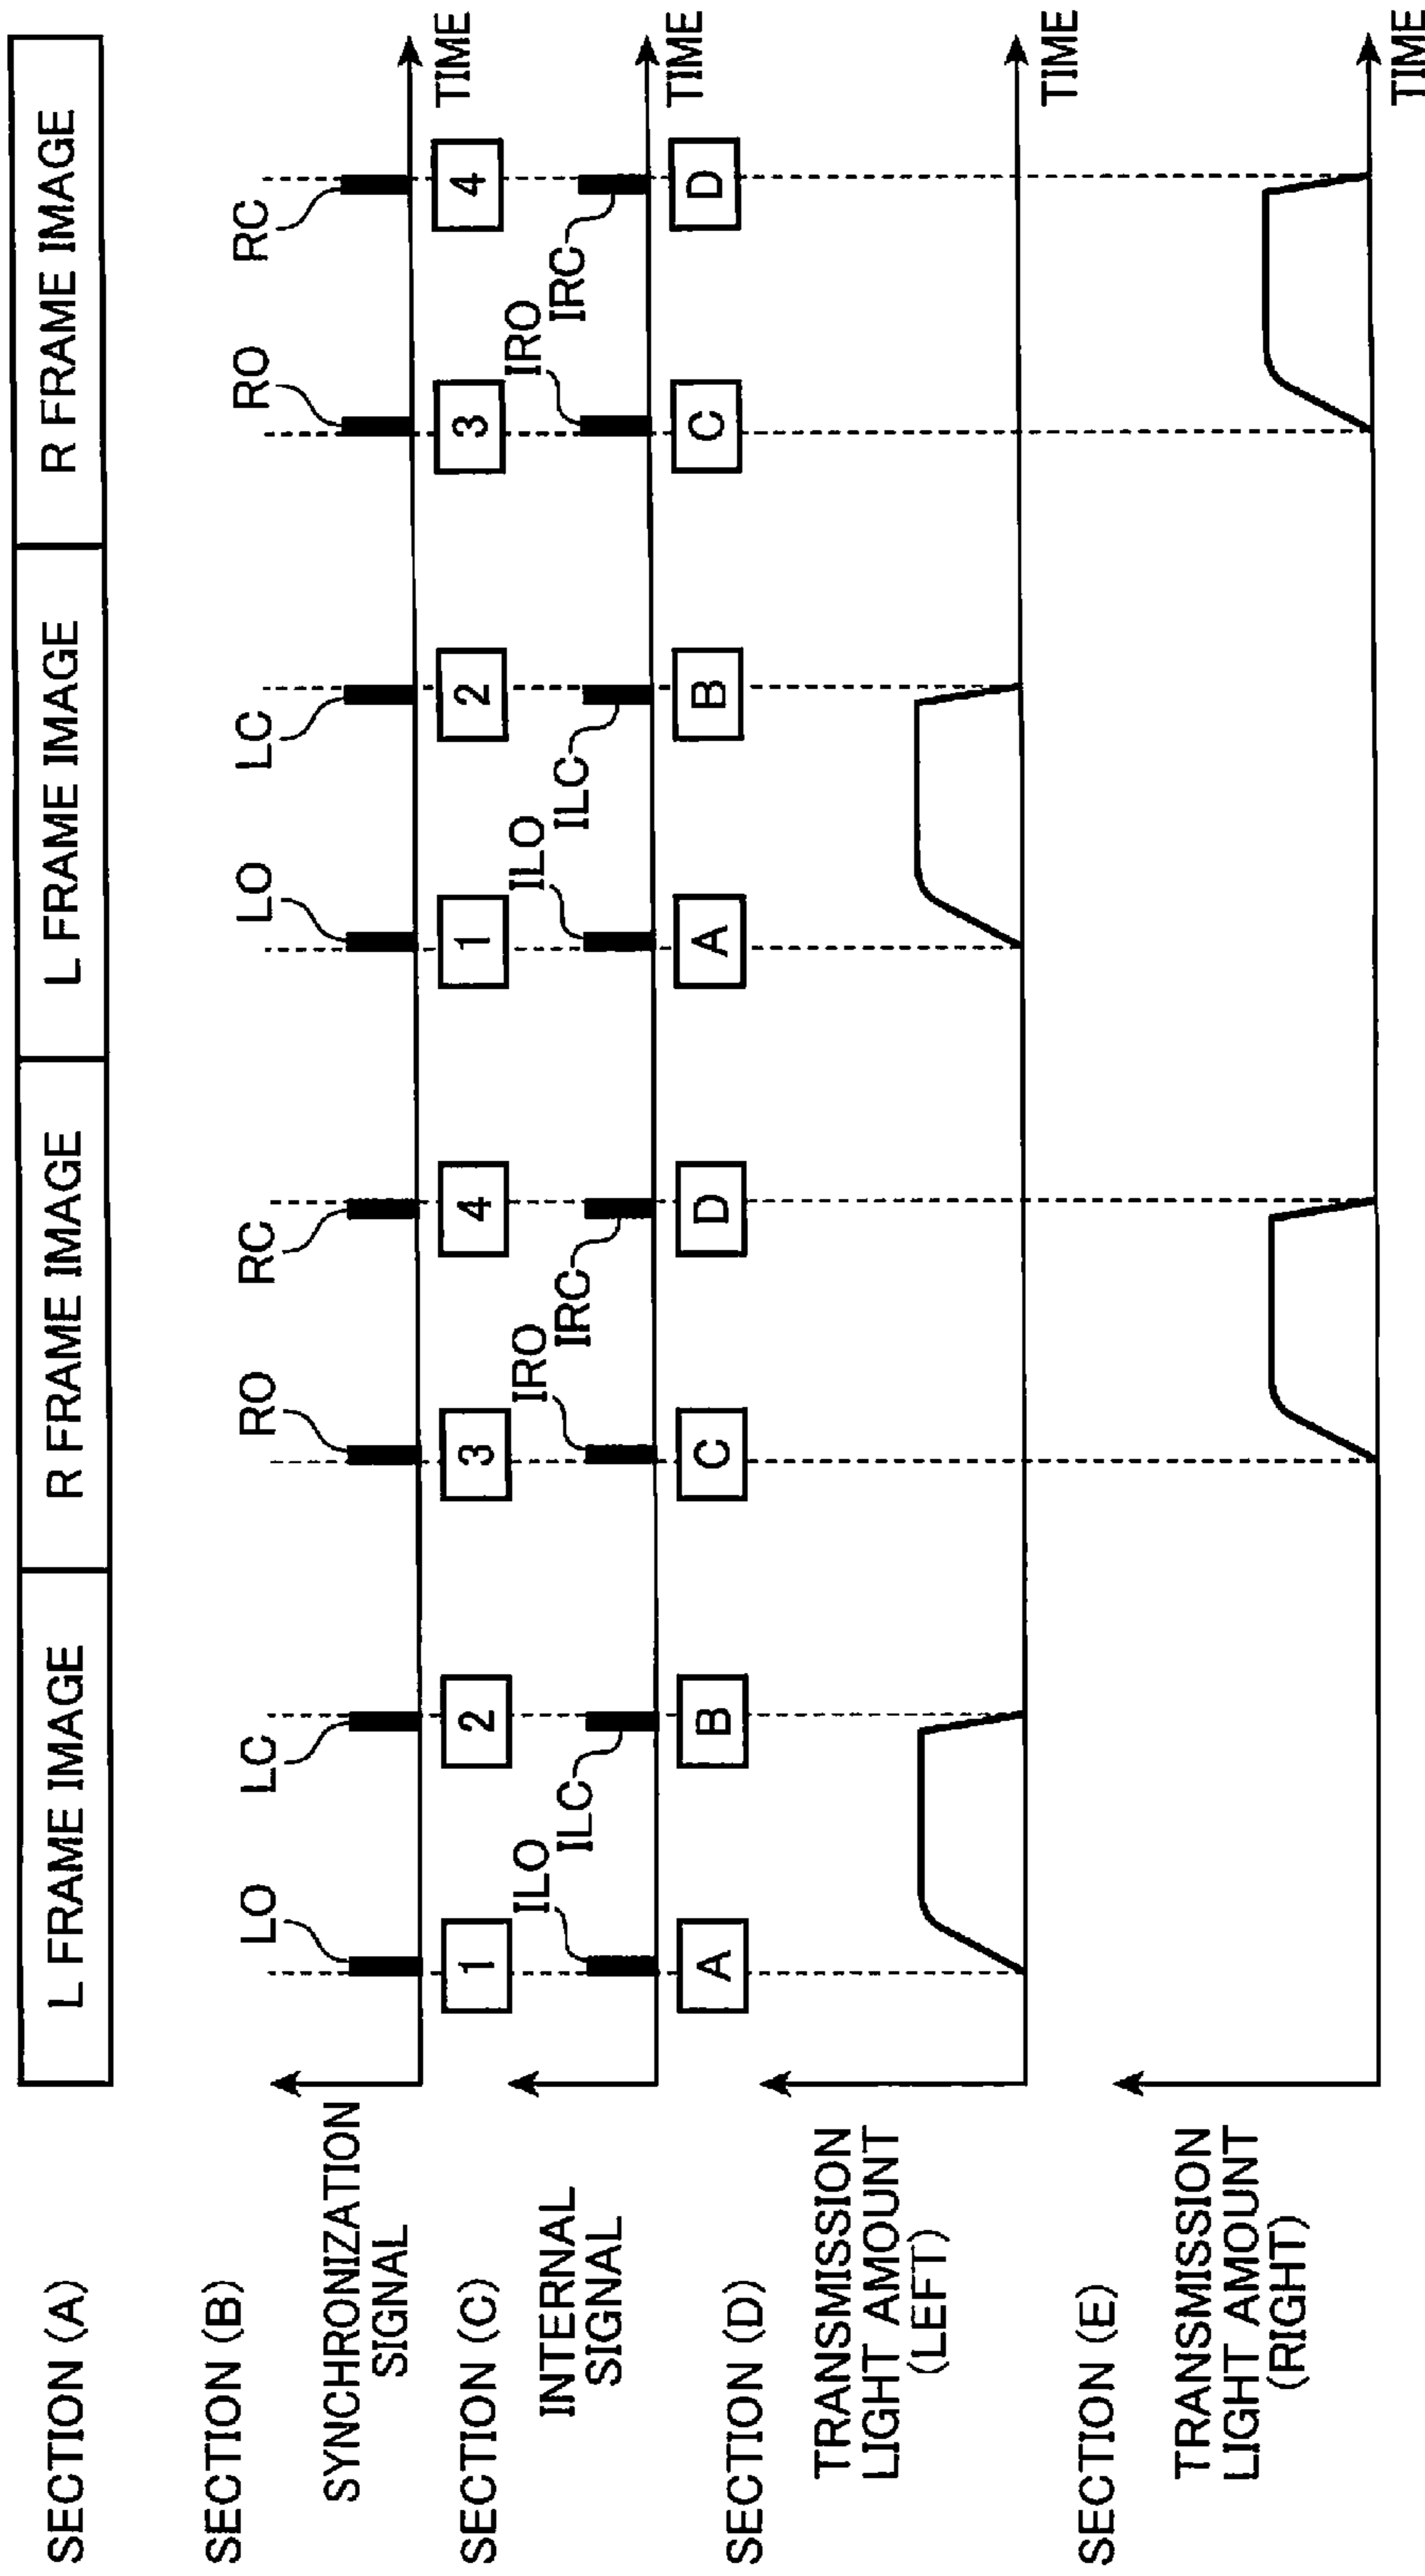 SECTION (A)
L FRAME IMAGE
R FRAME IMAGE
L FRAME IMAGE
R FRAME IMAGE
SECTION (B)
SYNCHRONIZATION
SIGNAL
LO
LC
RO
RC
LO
LC
RO
RC
TIME
1
2
3
4
1
2
3
4
SECTION (C)
INTERNAL
SIGNAL
ILO
ILC
IRO
IRC
ILO
ILC
IRO
IRC
TIME
A
B
C
D
A
B
C
D
SECTION (D)
TRANSMISSION
LIGHT AMOUNT
(LEFT)
TIME
SECTION (E)
TRANSMISSION
LIGHT AMOUNT
(RIGHT)
TIME